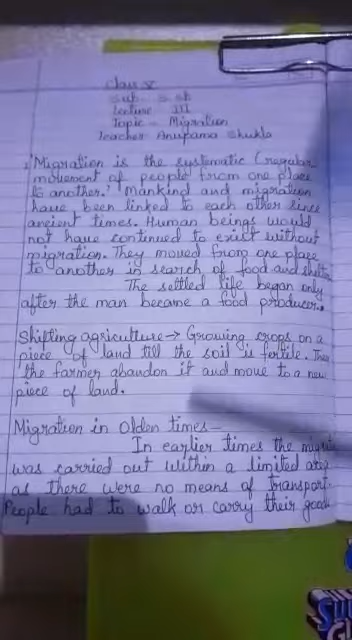 Class V
Sub. S.St
Lecture III
Topic - Migration
Teacher Anupama Shukla
"Migration is the systematic (regular
movement of people from one place
to another." Mankind and migration
have been linked to each other since
ancient times. Human beings would
not have continued to exist without
migration. They moved from one place
to another in search of food and shelte
The settled life began only
after the man became a food producer.
Shifting agriculture → Growing crops on a
piece of land till the soil is fertile. Then
the farmer abandon it and move to a new
piece of land.
Migration in Olden times -
In earlier times the migrat
was carried out within a limited area
as there were no means of transport.
People had to walk or carry their good